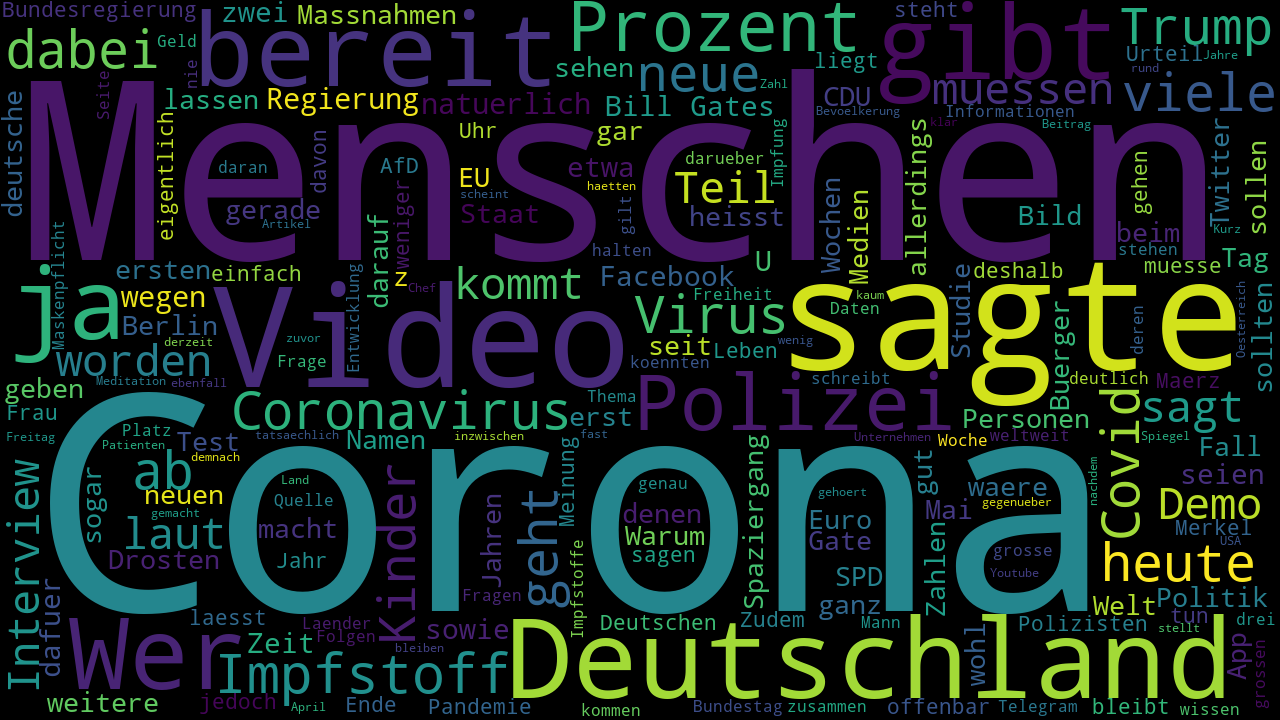 Bundesregierung zwei Massnahmen Prozent steht Trump
dabei Geld nie bereit gibt Urteil Jahre
sehen neue Zahl liegt rund
Seite lassen Regierung natuerlich Bill Gates CDU muessen viele
Bevoelkerung Informationen
deutsche Menschen
eigentlich Uhr gar klar Beitrag
daran davon AfD etwa darueber Impfung Twitter sollen
EU haetten Teil gehen
scheint
gerade Staat heisst gilt Wochen Medien allerdings Bild
Artikel weniger darauf beim Kurz
Maskenpflicht halten stehen
ersten einfach U Tag
ja z Chef kommt Facebook deshalb muesse
wegen Video Entwicklung Freiheit kaum sagte
Berlin Virus Daten Studie deren Oesterreich
derzeit zuvor seit Leben wenig
worden Frage koennten Buerger sollten
Meditation ebenfall schreibt deutlich Maerz
geben Coronavirus Thema Polizei
Frau erst Personen sagt
Freitag Platz Test tatsaechlich Namen inzwischen fast Unternehmen Woche weltweit Spiegel
Patienten demnach Meinung Covid Fall
sogar ab Corona Spaziergang gut nachdem seien
Interview neuen Land genau waere
Quelle gehoert gegenueber Demo
gemacht Kinder Jahren geht denen Euro Mai
laut macht Warum Gate Merkel
Drosten Jahr sagen grosse USA
SPD Zahlen Youtube heute
dafuer Fragen Impfstoffe ganz Welt Politik
laesst Laender Deutschen Zudem Mann Polizisten tun drei
Wer Zeit Folgen sowie stellt
Impfstoff bleiben Deutschland wohl App grossen
weitere jedoch April Ende Pandemie kommen Bundestag zusammen offenbar Telegram bleibt wissen